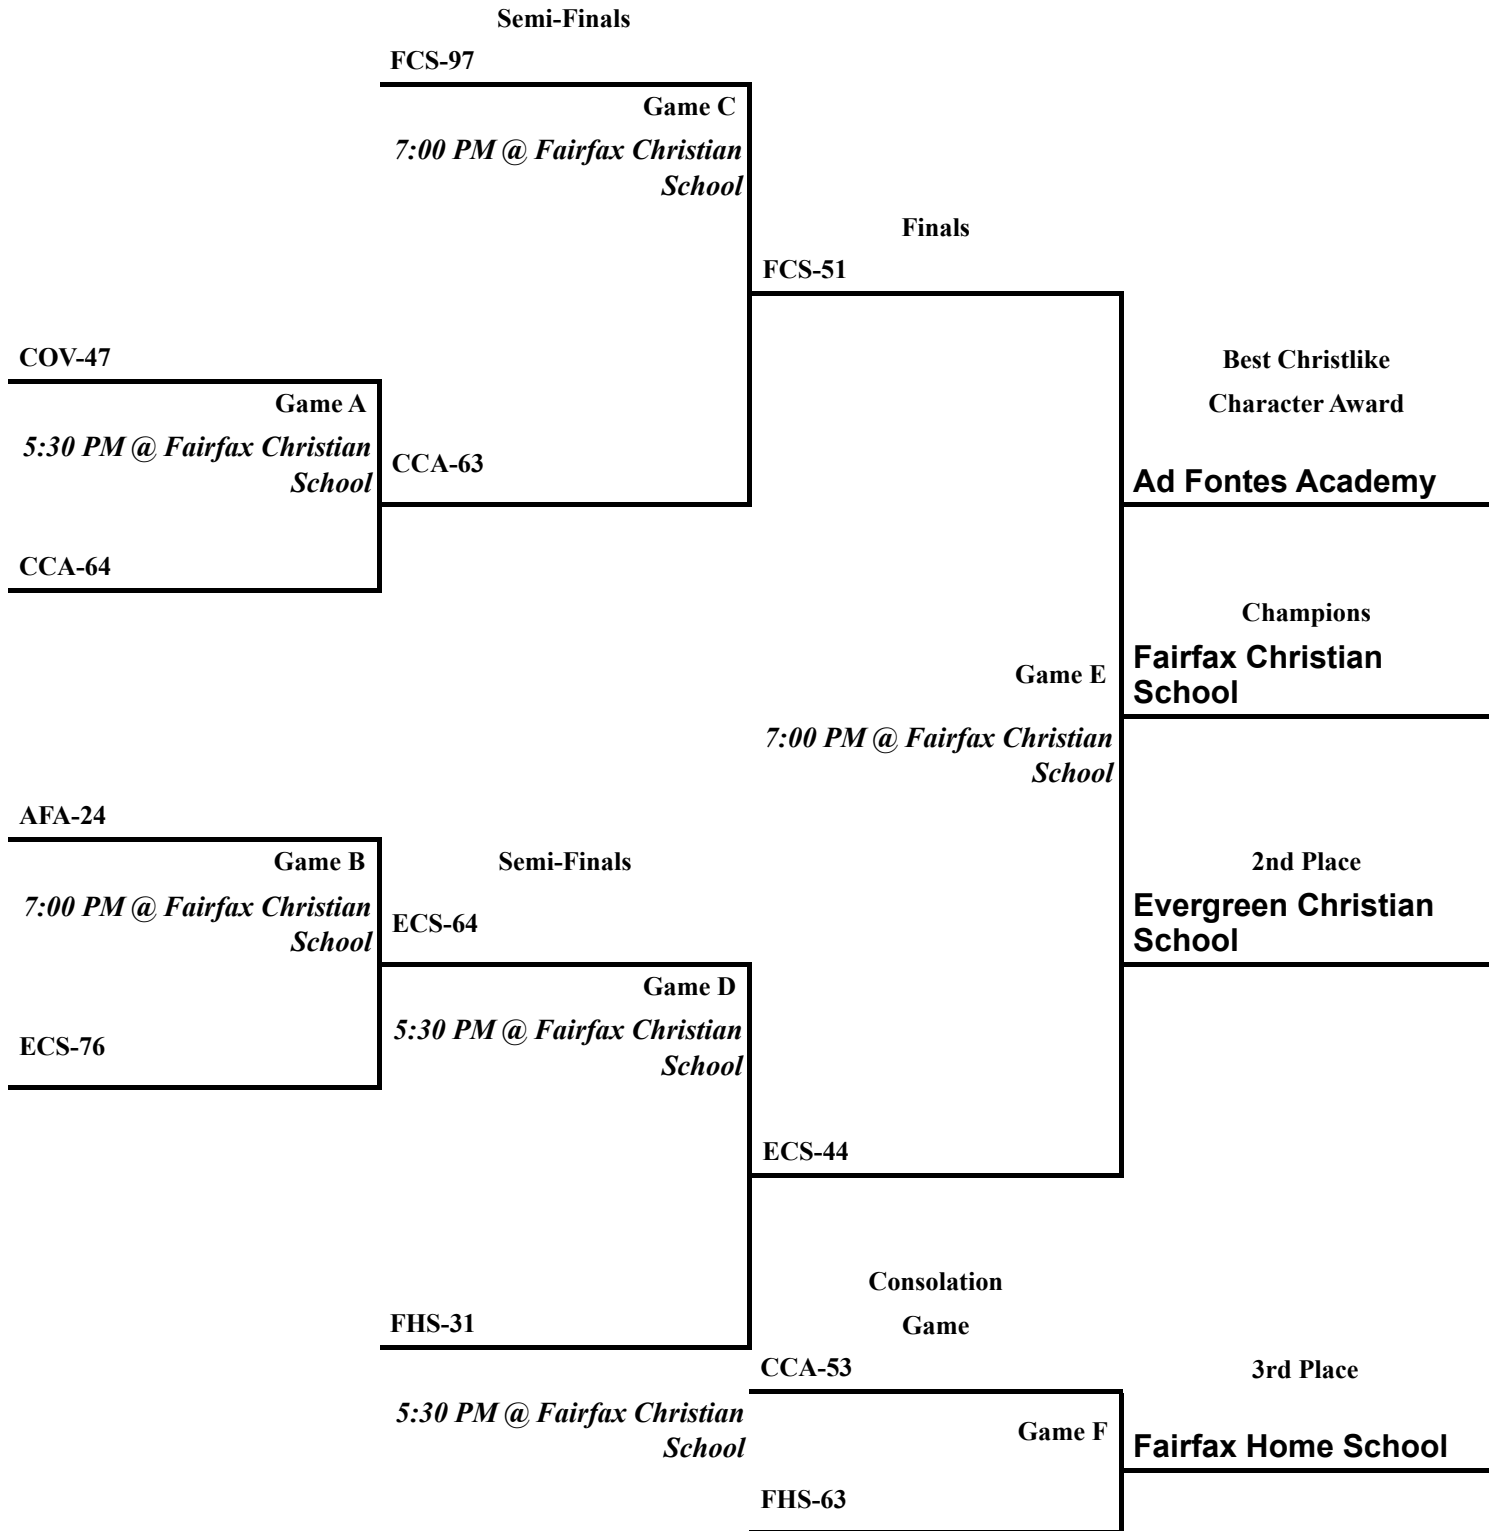 Semi-Finals
FCS-97
Game C
7:00 PM @ Fairfax Christian
School
Finals
FCS-51
COV-47
Game A
5:30 PM @ Fairfax Christian
School
CCA-63
CCA-64
Best Christlike
Character Award
Ad Fontes Academy
Champions
Fairfax Christian
School
Game E
7:00 PM @ Fairfax Christian
School
AFA-24
Game B
7:00 PM @ Fairfax Christian
School
Semi-Finals
ECS-64
2nd Place
Evergreen Christian
School
ECS-76
Game D
5:30 PM @ Fairfax Christian
School
ECS-44
FHS-31
Consolation
Game
CCA-53
3rd Place
5:30 PM @ Fairfax Christian
School
Game F
Fairfax Home School
FHS-63